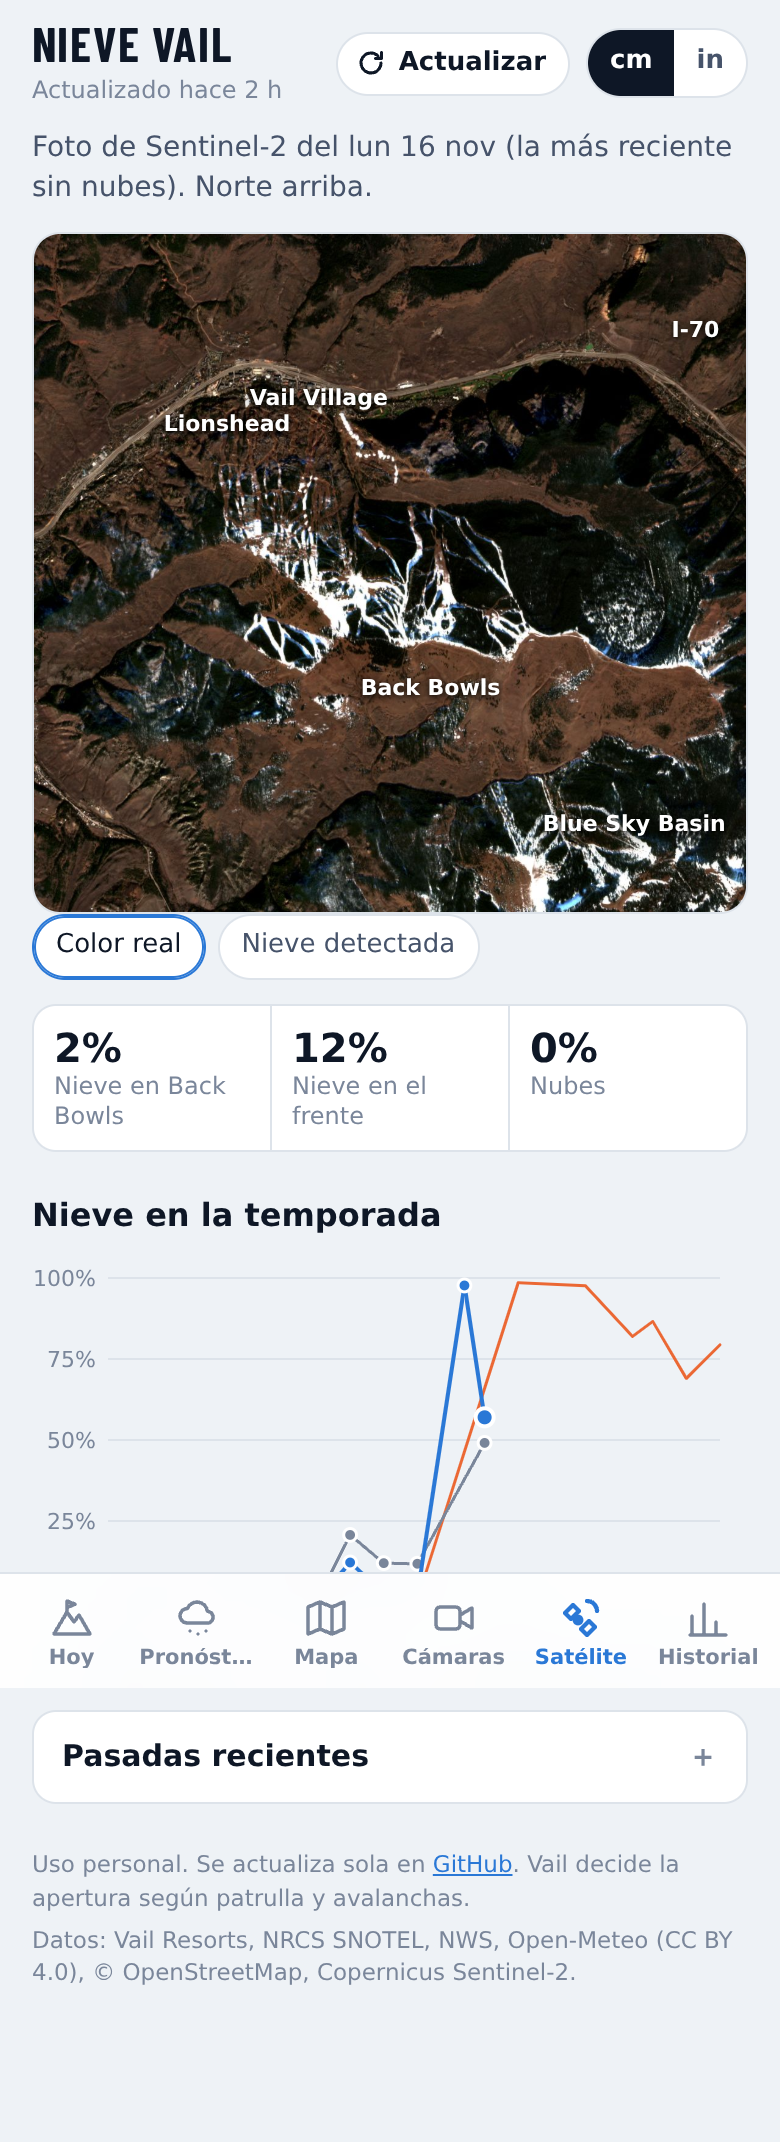 NIEVE VAIL
Actualizado hace 2 h
Actualizar
cm
in
Foto de Sentinel-2 del lun 16 nov (la más reciente
sin nubes). Norte arriba.
I-70
Vail Village
Lionshead
Back Bowls
Blue Sky Basin
Color real
Nieve detectada
2%
Nieve en Back
Bowls
12%
Nieve en el
frente
0%
Nubes
Nieve en la temporada
100%
75%
50%
25%
Hoy
Pronóst...
Mapa
Cámaras
Satélite
Historial
Pasadas recientes
+
Uso personal. Se actualiza sola en GitHub. Vail decide la
apertura según patrulla y avalanchas.
Datos: Vail Resorts, NRCS SNOTEL, NWS, Open-Meteo (CC BY
4.0), © OpenStreetMap, Copernicus Sentinel-2.